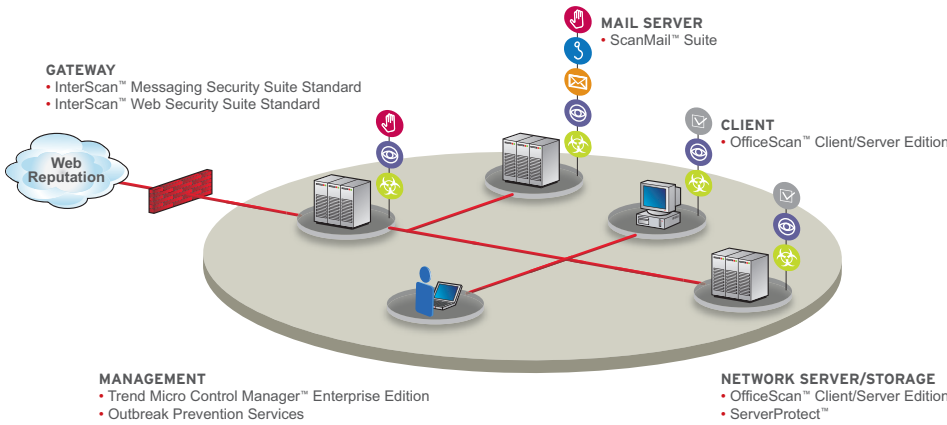 MAIL SERVER
• ScanMail™ Suite
GATEWAY
• InterScan™ Messaging Security Suite Standard
• InterScan™ Web Security Suite Standard
CLIENT
• OfficeScan™ Client/Server Edition
Web
Reputation
MANAGEMENT
• Trend Micro Control Manager™ Enterprise Edition
• Outbreak Prevention Services
NETWORK SERVER/STORAGE
• OfficeScan™ Client/Server Edition
• ServerProtect™